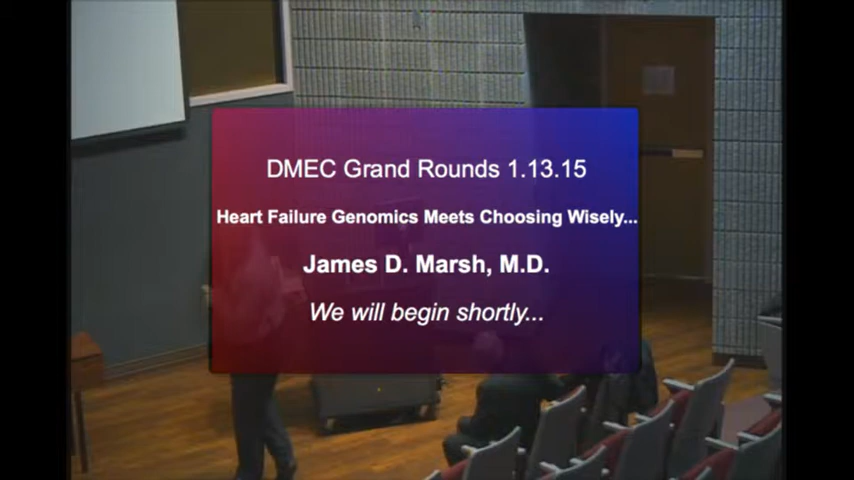 DMEC Grand Rounds 1.13.15
Heart Failure Genomics Meets Choosing Wisely...
James D. Marsh, M.D.
We will begin shortly...